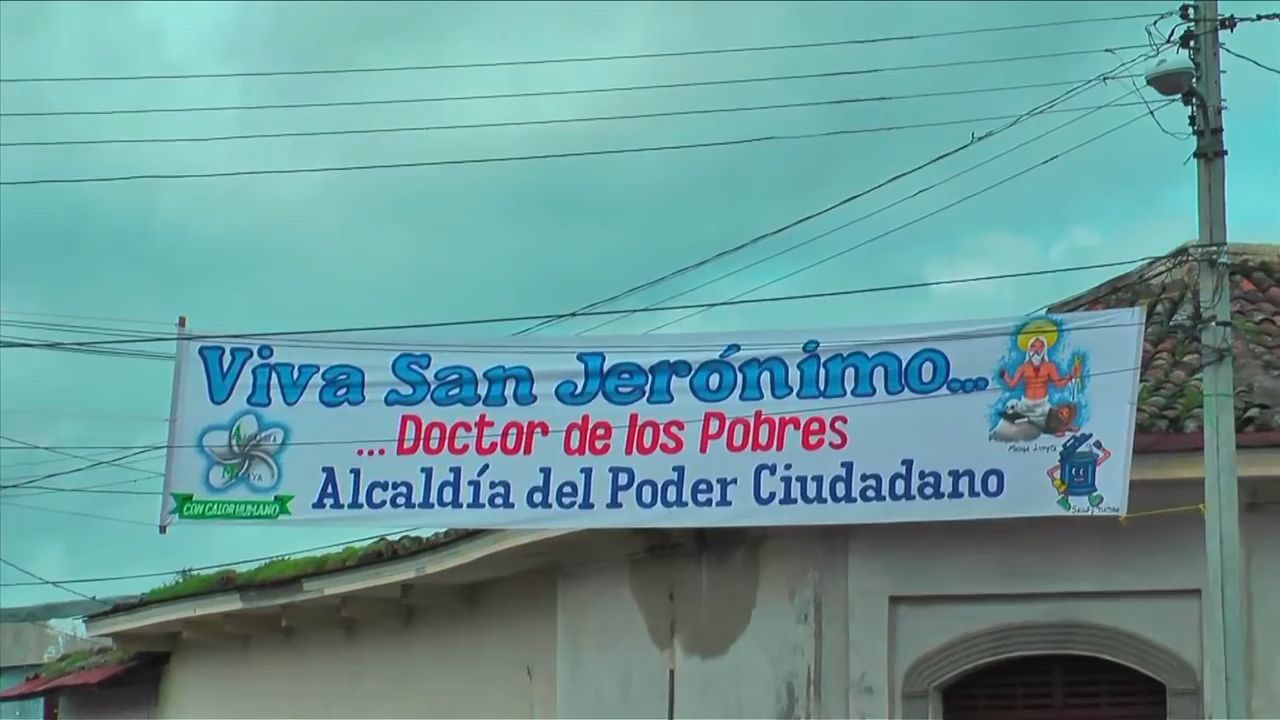 Viva San Jerónimo...
...Doctor de los Pobres
Alcaldía del Poder Ciudadano
CON CALOR HUMANO